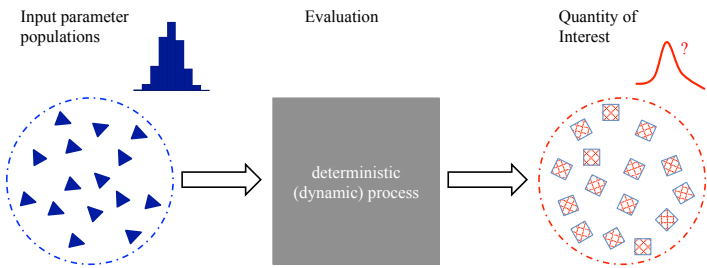 Input parameter
populations
Evaluation
Quantity of
Interest
?
deterministic
(dynamic) process